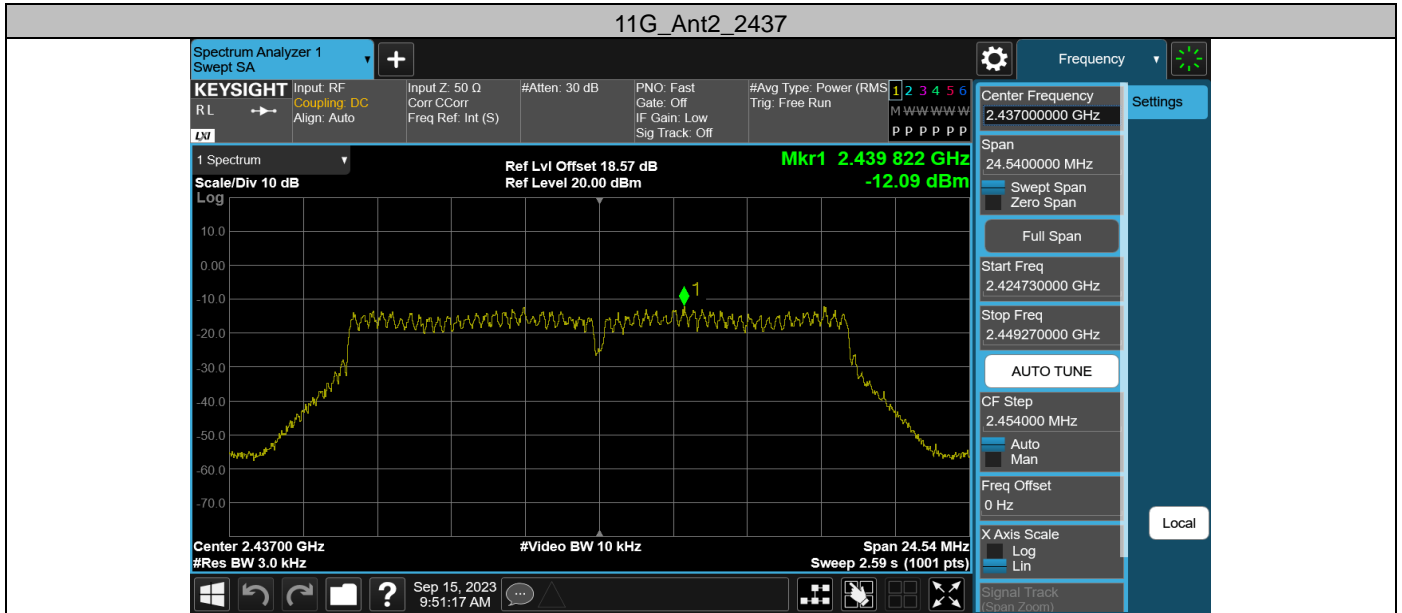 11G_Ant2_2437
Spectrum Analyzer 1
Swept SA
+
Frequency
KEYSIGHT
RL
LXI
Input: RF
Coupling: DC
Align: Auto
Input Z: 50 Ω
Corr CCorr
Freq Ref: Int (S)
#Atten: 30 dB
PNO: Fast
Gate: Off
IF Gain: Low
Sig Track: Off
#Avg Type: Power (RMS
Trig: Free Run
1 2 3 4 5 6
M W W W W W
P P P P P P
1 Spectrum
Scale/Div 10 dB
Ref Lvl Offset 18.57 dB
Ref Level 20.00 dBm
Mkr1 2.439 822 GHz
-12.09 dBm
Log
10.0
0.00
-10.0
-20.0
-30.0
-40.0
-50.0
-60.0
-70.0
1
Center 2.43700 GHz
#Res BW 3.0 kHz
#Video BW 10 kHz
Span 24.54 MHz
Sweep 2.59 s (1001 pts)
Center Frequency
2.437000000 GHz
Span
24.5400000 MHz
Swept Span
Zero Span
Full Span
Start Freq
2.424730000 GHz
Stop Freq
2.449270000 GHz
AUTO TUNE
CF Step
2.454000 MHz
Auto
Man
Freq Offset
0 Hz
X Axis Scale
Log
Lin
Signal Track
(Span Zoom)
Settings
Local
?
Sep 15, 2023
9:51:17 AM